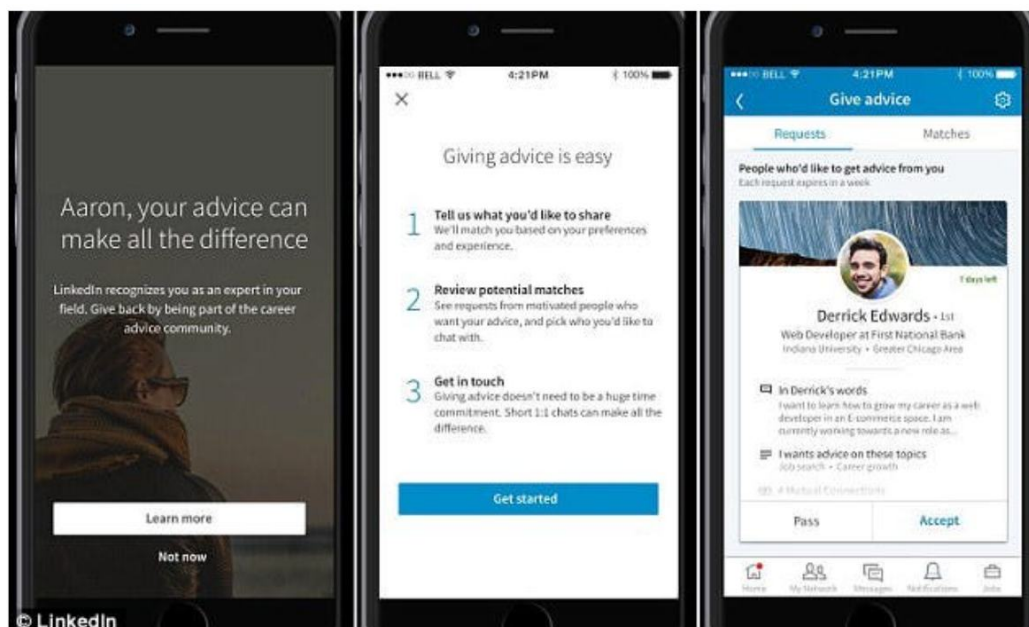 Aaron, your advice can
make all the difference
LinkedIn recognizes you as an expert in your
field. Give back by being part of the career
advice community.
Learn more
Not now
© LinkedIn
BELL 4:21PM 100%
Giving advice is easy
1 Tell us what you'd like to share
We'll match you based on your preferences
and experience.
2 Review potential matches
See requests from motivated people who
want your advice, and pick who you'd like to
chat with.
3 Get in touch
Giving advice doesn't need to be a huge time
commitment. Short 1:1 chats can make all the
difference.
Get started
BELL 4:21PM 100%
Give advice
Requests Matches
People who'd like to get advice from you
Each request expires in a week
7 days left
Derrick Edwards • 1st
Web Developer at First National Bank
Indiana University • Greater Chicago Area
In Derrick's words
I want to learn how to grow my career as a web
developer in an E-commerce space. I am
currently working towards a new role as...
I wants advice on these topics
Job search • Career growth
4 Mutual Connections
Pass Accept
Home My Network Messages Notifications Jobs